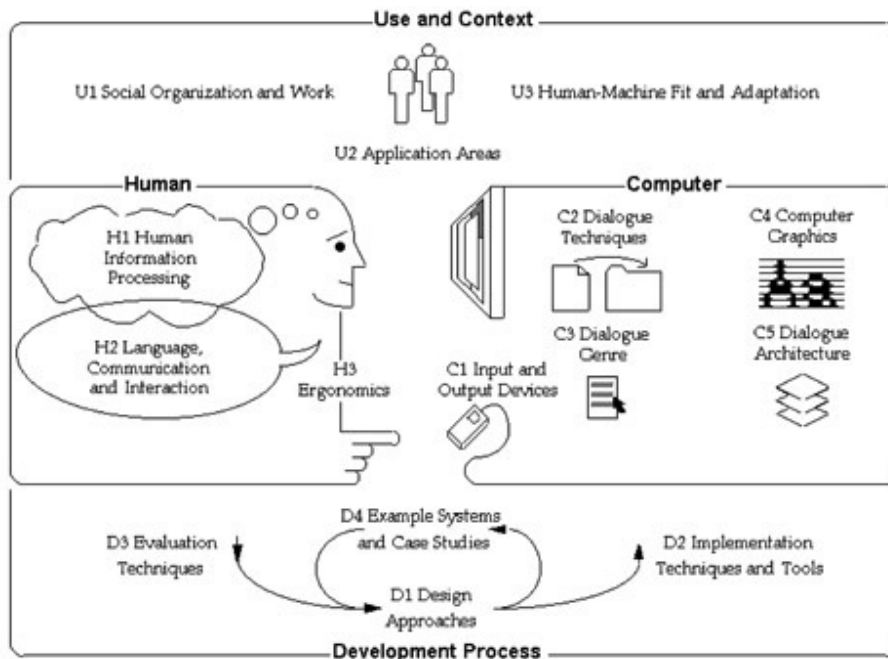 Use and Context
U1 Social Organization and Work
U3 Human-Machine Fit and Adaptation
U2 Application Areas
Human
H1 Human
Information
Processing
H2 Language,
Communication
and Interaction
H3
Ergonomics
Computer
C1 Input and
Output Devices
C2 Dialogue
Techniques
C3 Dialogue
Genre
C4 Computer
Graphics
C5 Dialogue
Architecture
D3 Evaluation
Techniques
D4 Example Systems
and Case Studies
D1 Design
Approaches
D2 Implementation
Techniques and Tools
Development Process